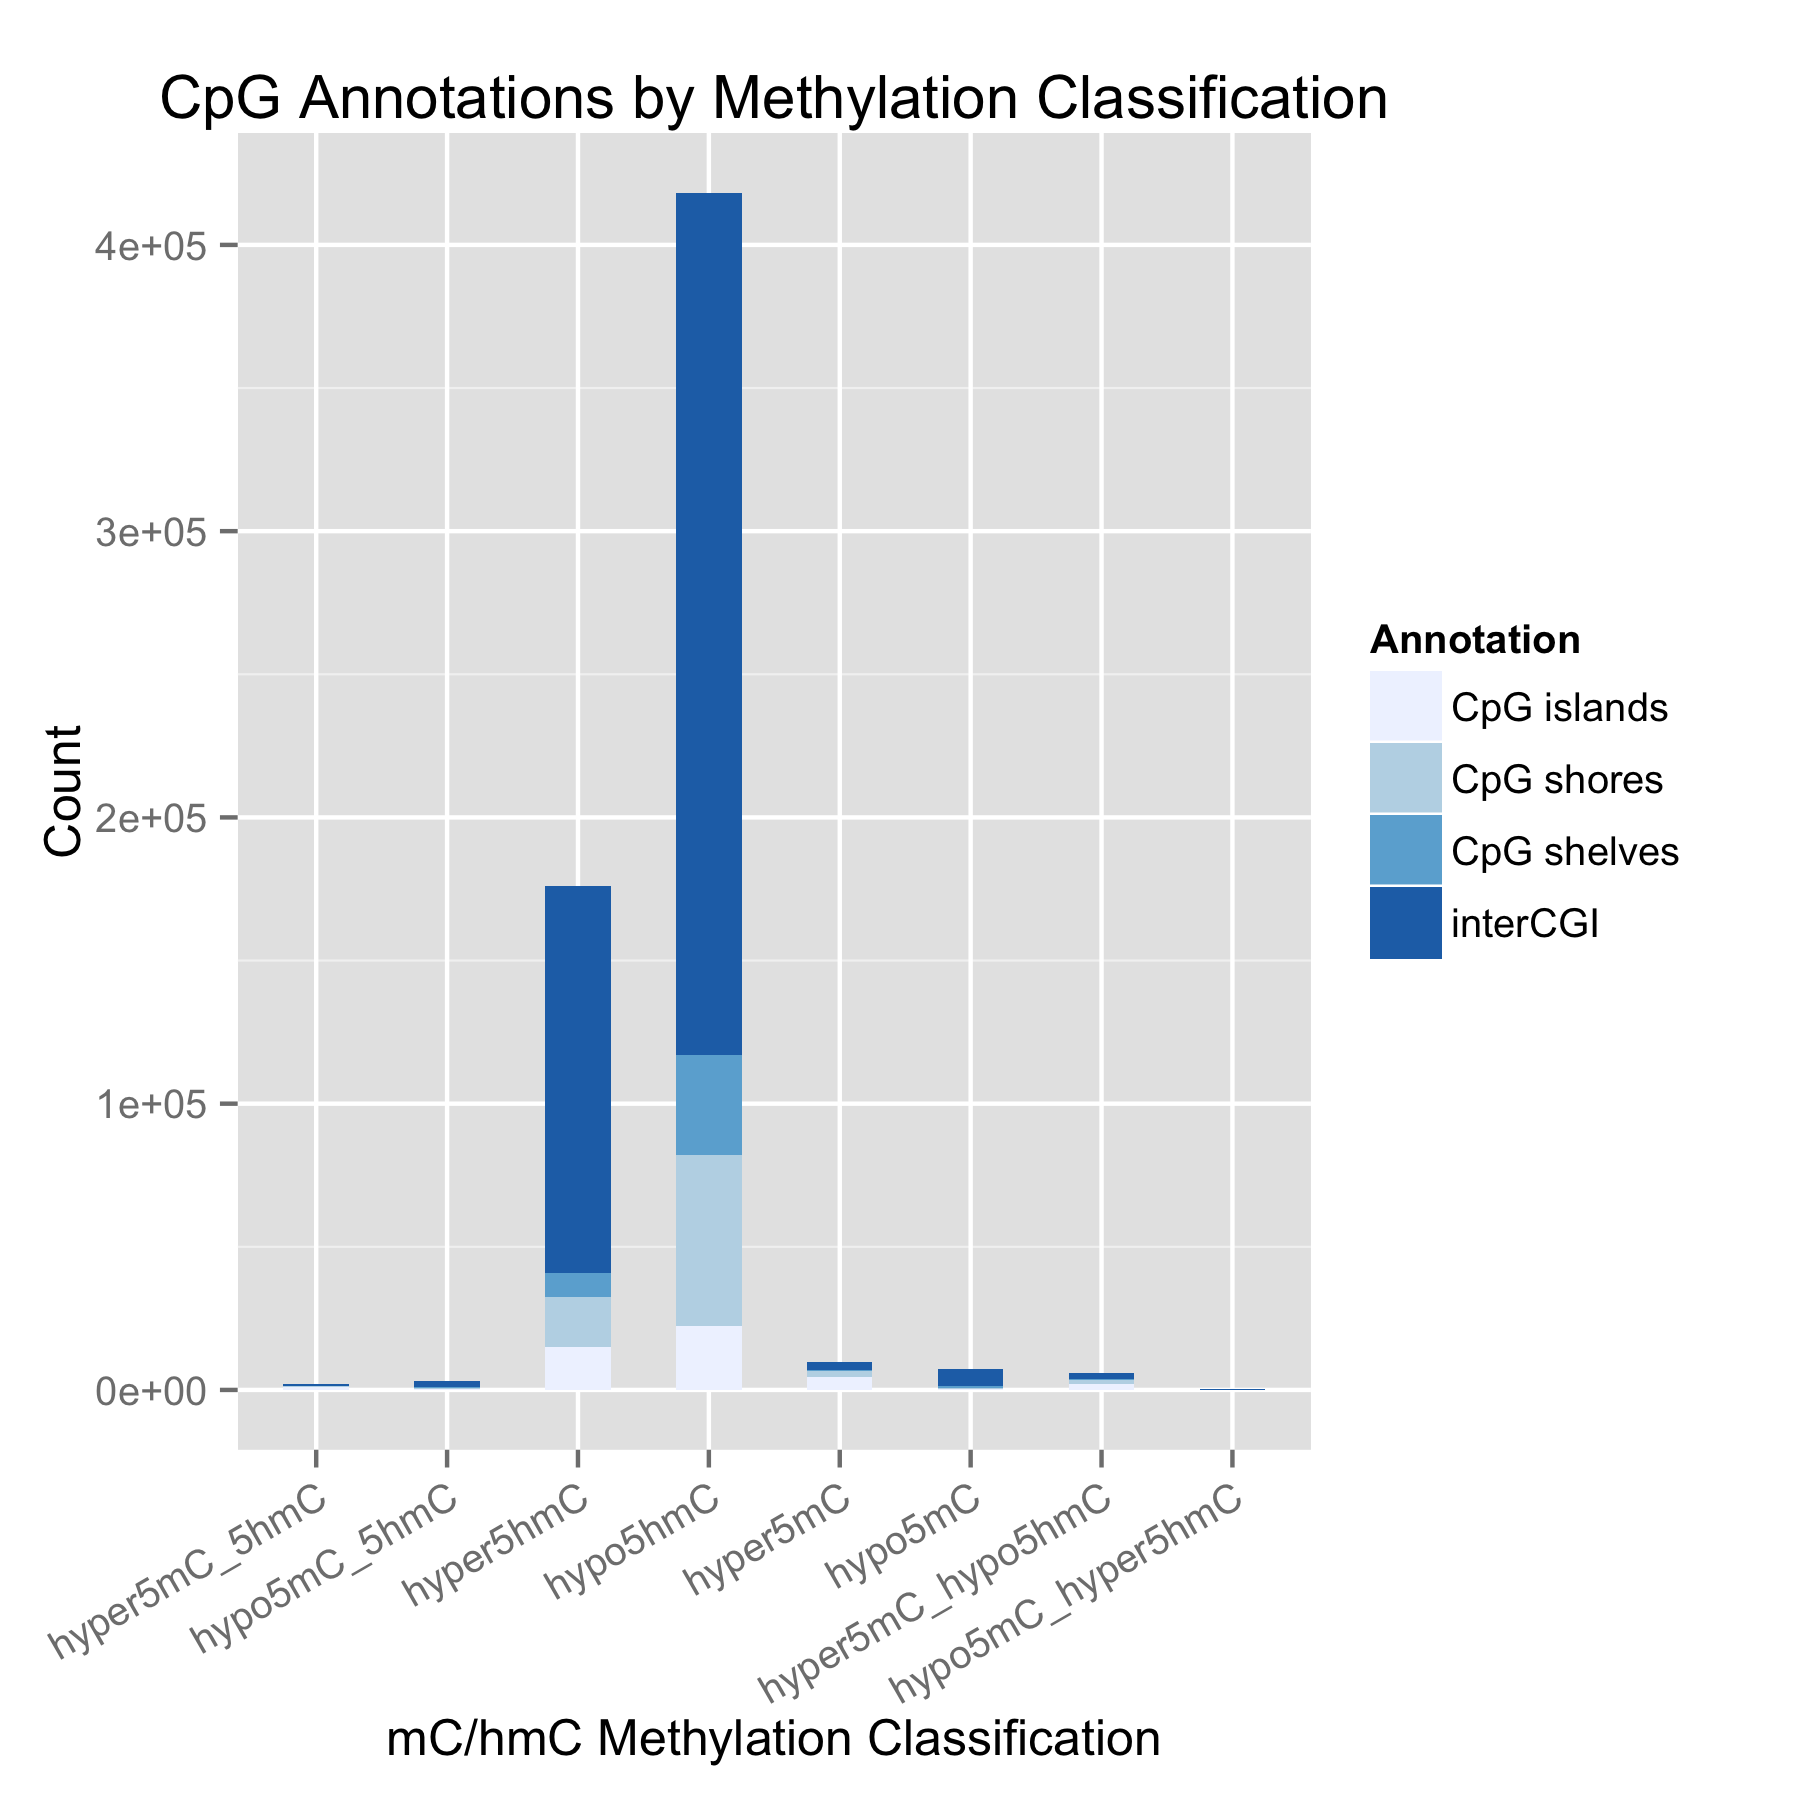 CpG Annotations by Methylation Classification
Count
4e+05
3e+05
2e+05
1e+05
0e+00
hyper5mC_5hmC
hypo5mC_5hmC
hyper5hmC
hypo5hmC
hyper5mC
hypo5mC
hyper5mC_hypo5hmC
hypo5mC_hyper5hmC
mC/hmC Methylation Classification
Annotation
CpG islands
CpG shores
CpG shelves
interCGI